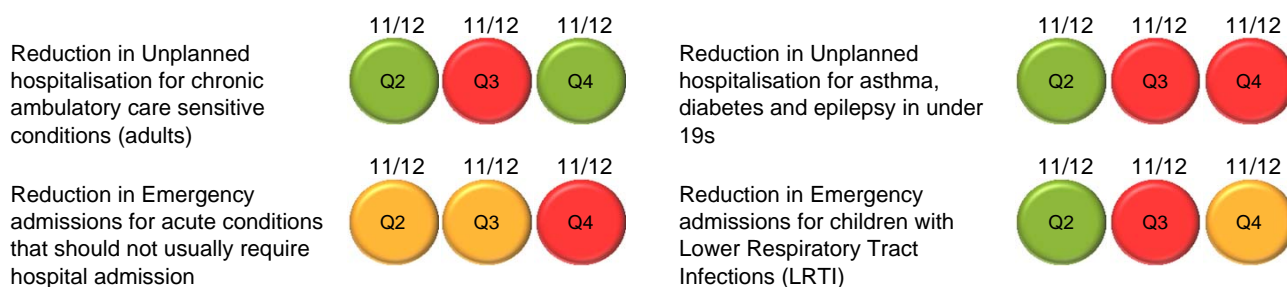 11/12 11/12 11/12
Reduction in Unplanned
hospitalisation for chronic
ambulatory care sensitive
conditions (adults)
Q2 Q3 Q4
11/12 11/12 11/12
Reduction in Unplanned
hospitalisation for asthma,
diabetes and epilepsy in under
19s
Q2 Q3 Q4
11/12 11/12 11/12
Reduction in Emergency
admissions for acute conditions
that should not usually require
hospital admission
Q2 Q3 Q4
11/12 11/12 11/12
Reduction in Emergency
admissions for children with
Lower Respiratory Tract
Infections (LRTI)
Q2 Q3 Q4